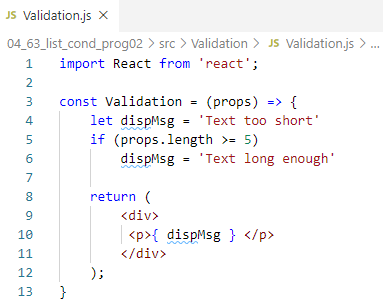 JS Validation.js ×
04_63_list_cond_prog02 > src > Validation > JS Validation.js > ...
1 import React from 'react';
2
3 const Validation = (props) => {
4     let dispMsg = 'Text too short'
5     if (props.length >= 5)
6         dispMsg = 'Text long enough'
7
8     return (
9         <div>
10          <p>{ dispMsg } </p>
11         </div>
12     );
13 }